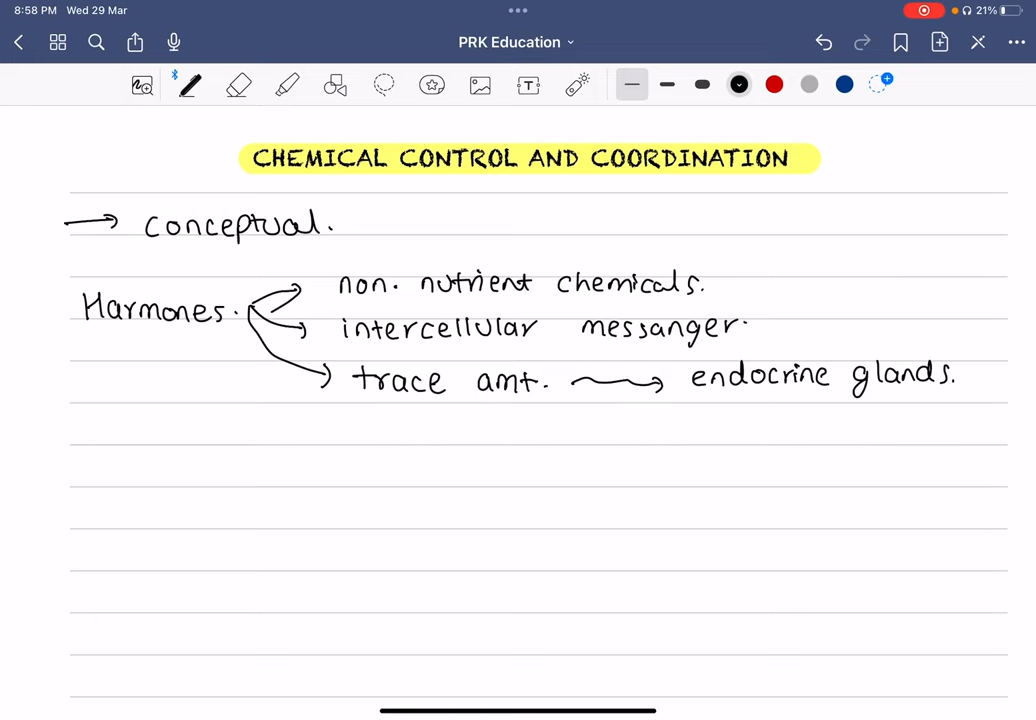 8:58 PM Wed 29 Mar
21%
PRK Education
CHEMICAL CONTROL AND COORDINATION
→ conceptual.
Harmones.
non. nutrient chemicals.
intercellular messanger.
trace amt. → endocrine glands.